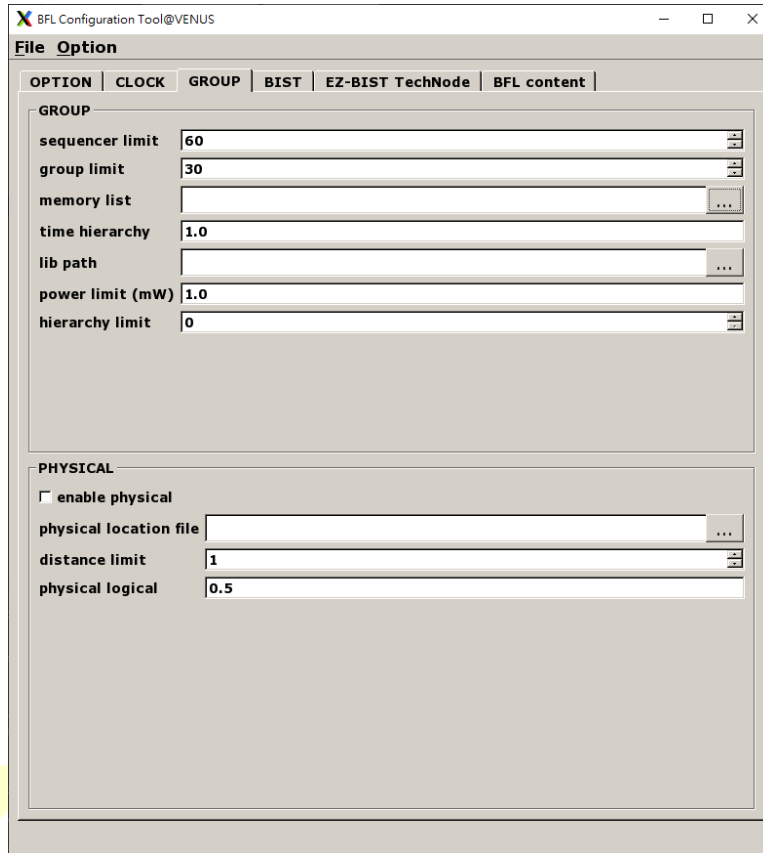 BFL Configuration Tool@VENUS
File Option
OPTION CLOCK GROUP BIST EZ-BIST TechNode BFL content
GROUP
sequencer limit 60
group limit 30
memory list ...
time hierarchy 1.0
lib path ...
power limit (mW) 1.0
hierarchy limit 0
PHYSICAL
enable physical
physical location file ...
distance limit 1
physical logical 0.5